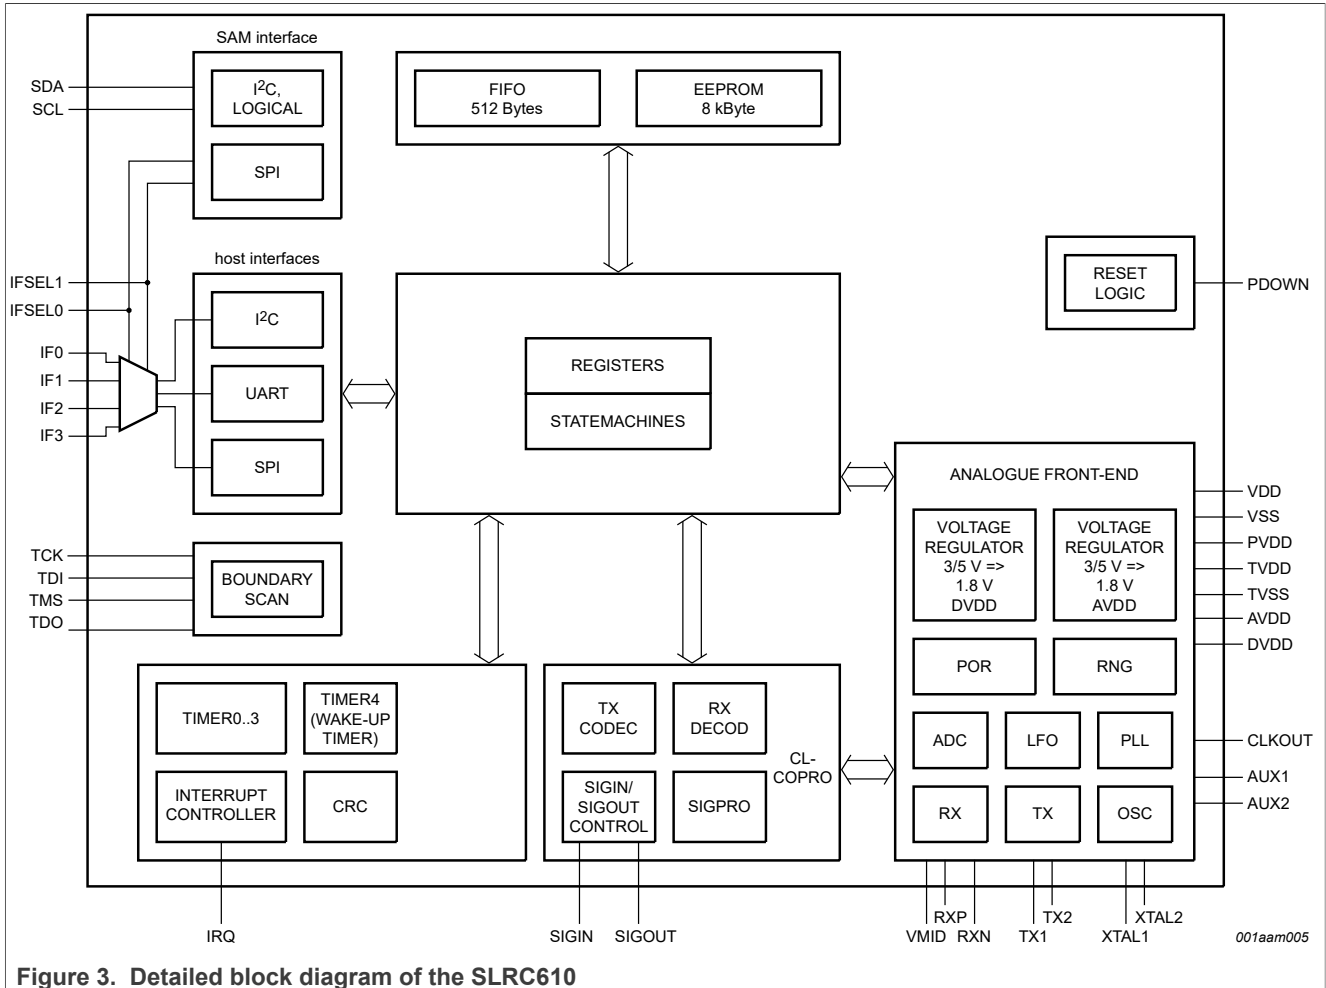 SAM interface
SDA
SCL
I²C,
LOGICAL
SPI
FIFO
512 Bytes
EEPROM
8 kByte
host interfaces
IFSEL1
IFSEL0
IF0
IF1
IF2
IF3
I²C
UART
SPI
REGISTERS
STATEMACHINES
RESET
LOGIC
PDOWN
TCK
TDI
TMS
TDO
BOUNDARY
SCAN
ANALOGUE FRONT-END
VOLTAGE
REGULATOR
3/5 V =>
1.8 V
DVDD
VOLTAGE
REGULATOR
3/5 V =>
1.8 V
AVDD
POR
RNG
ADC
LFO
PLL
RX
TX
OSC
VDD
VSS
PVDD
TVDD
TVSS
AVDD
DVDD
CLKOUT
AUX1
AUX2
TIMER0..3
TIMER4
(WAKE-UP
TIMER)
INTERRUPT
CONTROLLER
CRC
TX
CODEC
RX
DECOD
CL-
COPRO
SIGIN/
SIGOUT
CONTROL
SIGPRO
IRQ
SIGIN
SIGOUT
VMID
RXP
RXN
TX1
TX2
XTAL1
XTAL2
001aam005
Figure 3. Detailed block diagram of the SLRC610